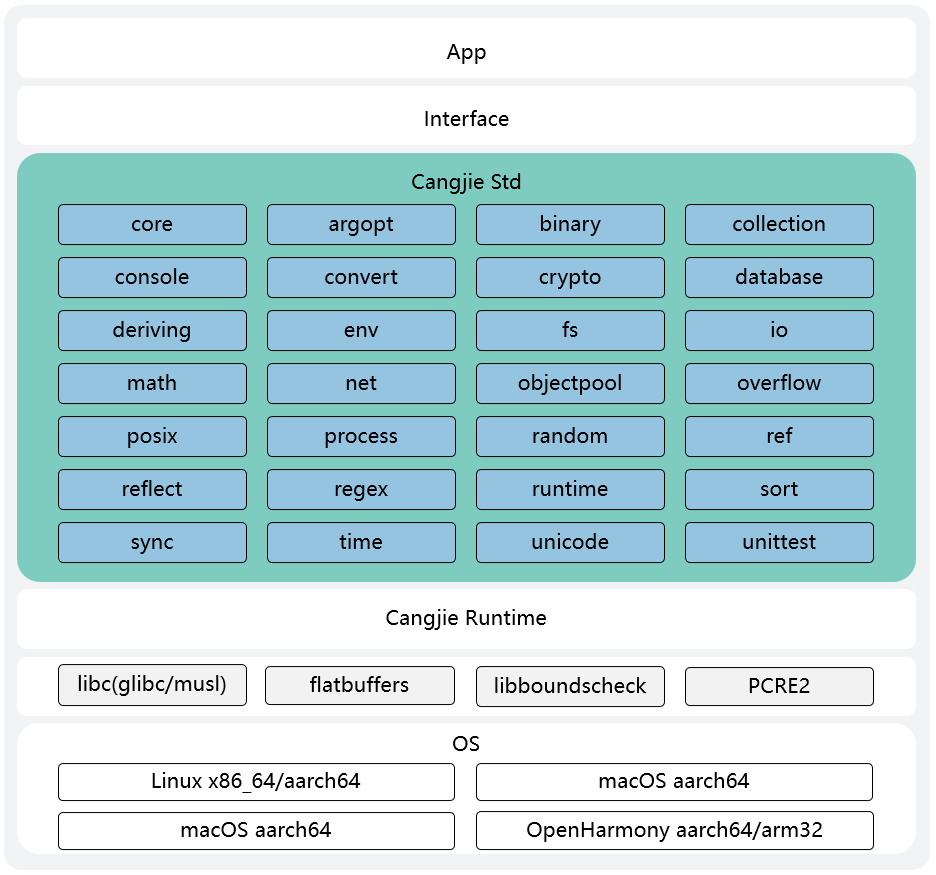 App
Interface
Cangjie Std
core argopt binary collection
console convert crypto database
deriving env fs io
math net objectpool overflow
posix process random ref
reflect regex runtime sort
sync time unicode unittest
Cangjie Runtime
libc(glibc/musl) flatbuffers libboundscheck PCRE2
OS
Linux x86_64/aarch64 macOS aarch64
macOS aarch64 OpenHarmony aarch64/arm32